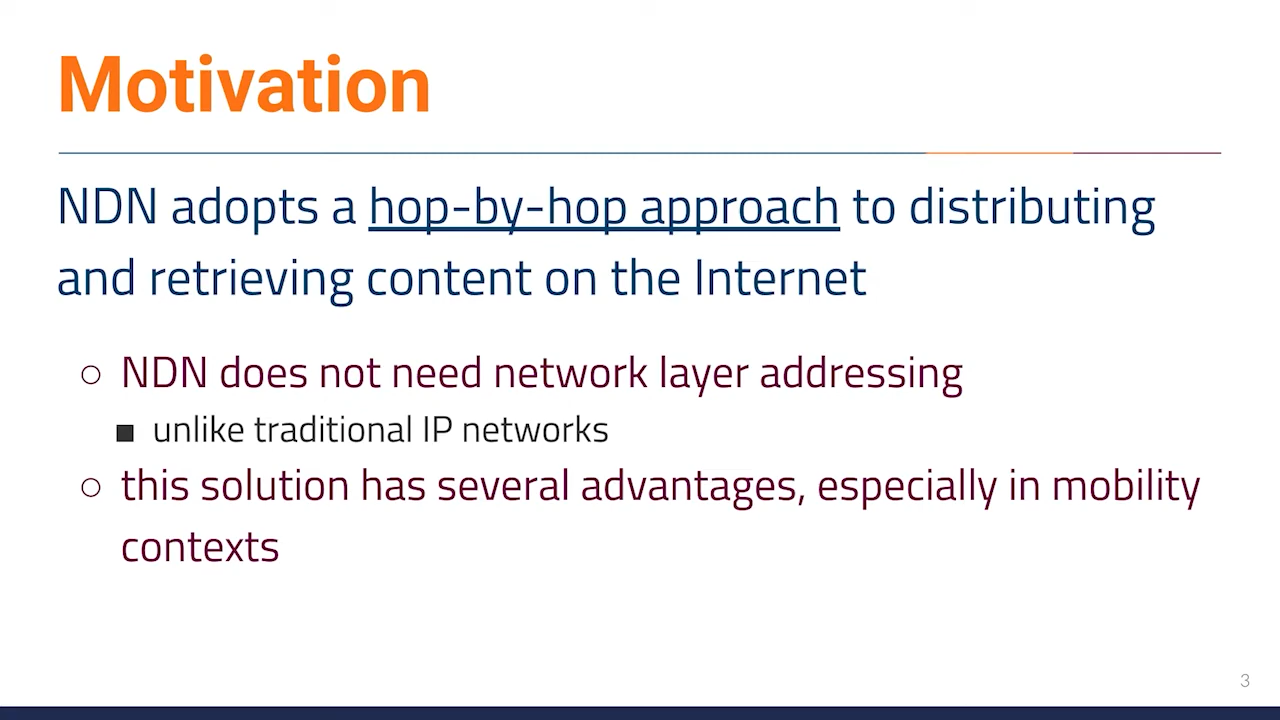 Motivation
NDN adopts a hop-by-hop approach to distributing
and retrieving content on the Internet
○ NDN does not need network layer addressing
■ unlike traditional IP networks
○ this solution has several advantages, especially in mobility
contexts
3